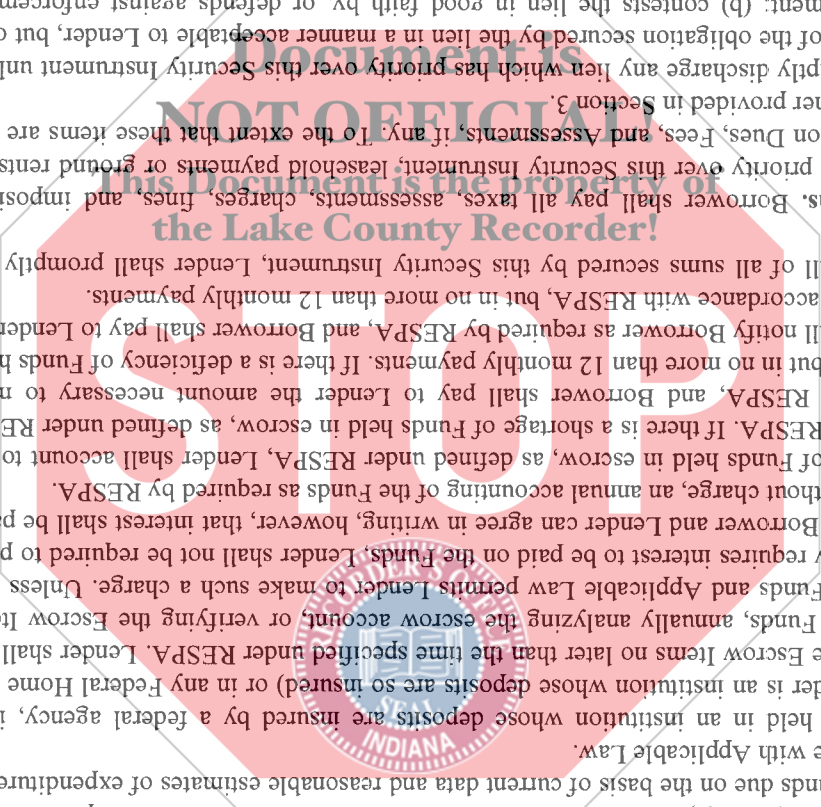 unds due on the basis of current data and reasonable estimates of expenditur
e with Applicable Law.
held in an institution whose deposits are insured by a federal agency, i
der is an institution whose deposits are so insured) or in any Federal Home
e Escrow Items no later than the time specified under RESPA. Lender shall
Funds, annually analyzing the escrow account, or verifying the Escrow It
Funds and Applicable Law permits Lender to make such a charge. Unless
y requires interest to be paid on the Funds, Lender shall not be required to p
Borrower and Lender can agree in writing, however, that interest shall be pa
thout charge, an annual accounting of the Funds as required by RESPA.
of Funds held in escrow, as defined under RESPA, Lender shall account to
RESPA. If there is a shortage of Funds held in escrow, as defined under RE
RESPA, and Borrower shall pay to Lender the amount necessary to m
but in no more than 12 monthly payments. If there is a deficiency of Funds h
ll notify Borrower as required by RESPA, and Borrower shall pay to Lender
accordance with RESPA, but in no more than 12 monthly payments.
ll of all sums secured by this Security Instrument, Lender shall promptly
s. Borrower shall pay all taxes, assessments, charges, fines, and imposi
priority over this Security Instrument, leasehold payments or ground rents
on Dues, Fees, and Assessments, if any. To the extent that these items are
ner provided in Section 3.
ptly discharge any lien which has priority over this Security Instrument unl
of the obligation secured by the lien in a manner acceptable to Lender, but o
ment; (b) contests the lien in good faith by, or defends against enforcem
Document is
NOT OFFICIAL!
This Document is the property of
the Lake County Recorder!
STOP
RECORDER'S OFFICE
SEAL
INDIANA